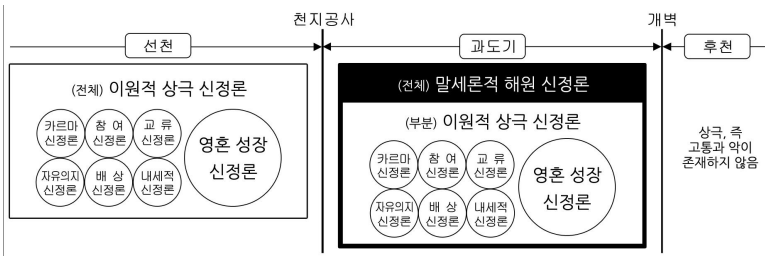 천지공사
개벽
선천
과도기
후천
(전체) 이원적 상극 신정론
카르마
신정론
참 여
신정론
교 류
신정론
자유의지
신정론
배 상
신정론
내세적
신정론
영혼 성장
신정론
(전체) 말세론적 해원 신정론
(부분) 이원적 상극 신정론
카르마
신정론
참 여
신정론
교 류
신정론
자유의지
신정론
배 상
신정론
내세적
신정론
영혼 성장
신정론
상극, 즉
고통과 악이
존재하지 않음